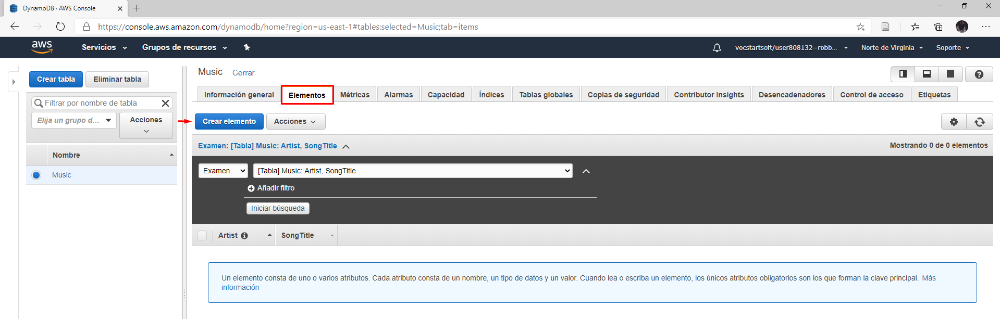 DynamoDB · AWS Console
https://console.aws.amazon.com/dynamodb/home?region=us-east-1#tables:selected=Music;tab=items
aws Servicios Grupos de recursos vocstartsoft/user808132=robb... Norte de Virginia Soporte
Crear tabla Eliminar tabla
Filtrar por nombre de tabla
Elija un grupo d... Acciones
Nombre
Music
Music Cerrar
Información general Elementos Métricas Alarmas Capacidad Índices Tablas globales Copias de seguridad Contributor Insights Desencadenadores Control de acceso Etiquetas
Crear elemento Acciones
Examen: [Tabla] Music: Artist, SongTitle Mostrando 0 de 0 elementos
Examen [Tabla] Music: Artist, SongTitle
Añadir filtro
Iniciar búsqueda
Artist SongTitle
Un elemento consta de uno o varios atributos. Cada atributo consta de un nombre, un tipo de datos y un valor. Cuando lea o escriba un elemento, los únicos atributos obligatorios son los que forman la clave principal. Más
información